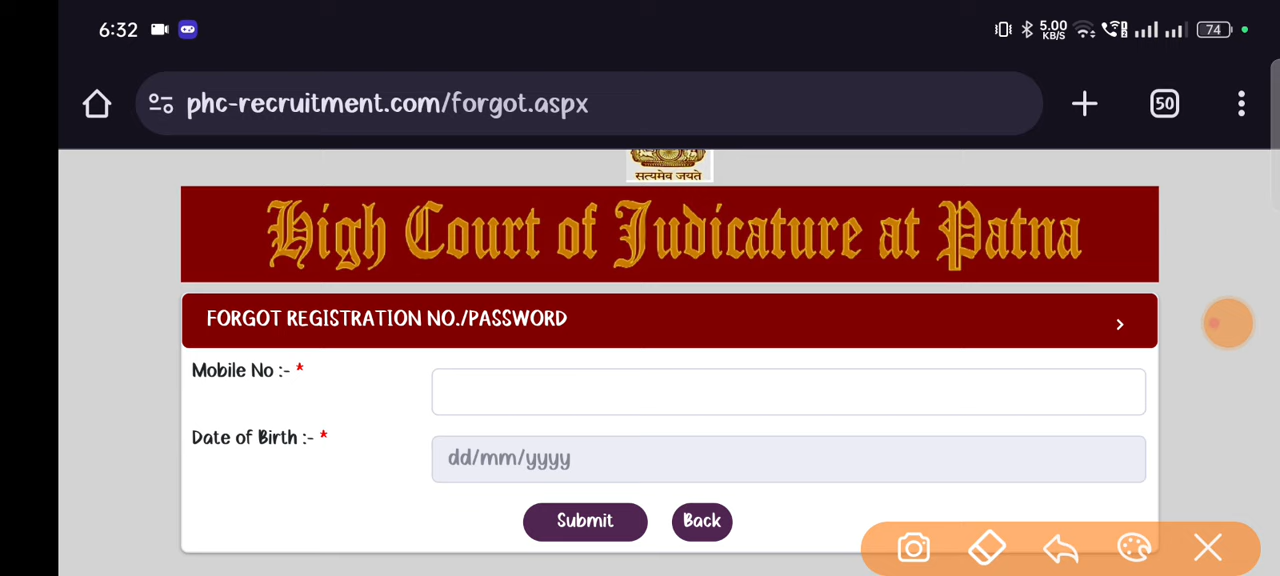 6:32
5.00 KB/S
74
phc-recruitment.com/forgot.aspx
50
सत्यमेव जयते
High Court of Judicature at Patna
FORGOT REGISTRATION NO./PASSWORD
Mobile No :- *
Date of Birth :- *
dd/mm/yyyy
Submit
Back